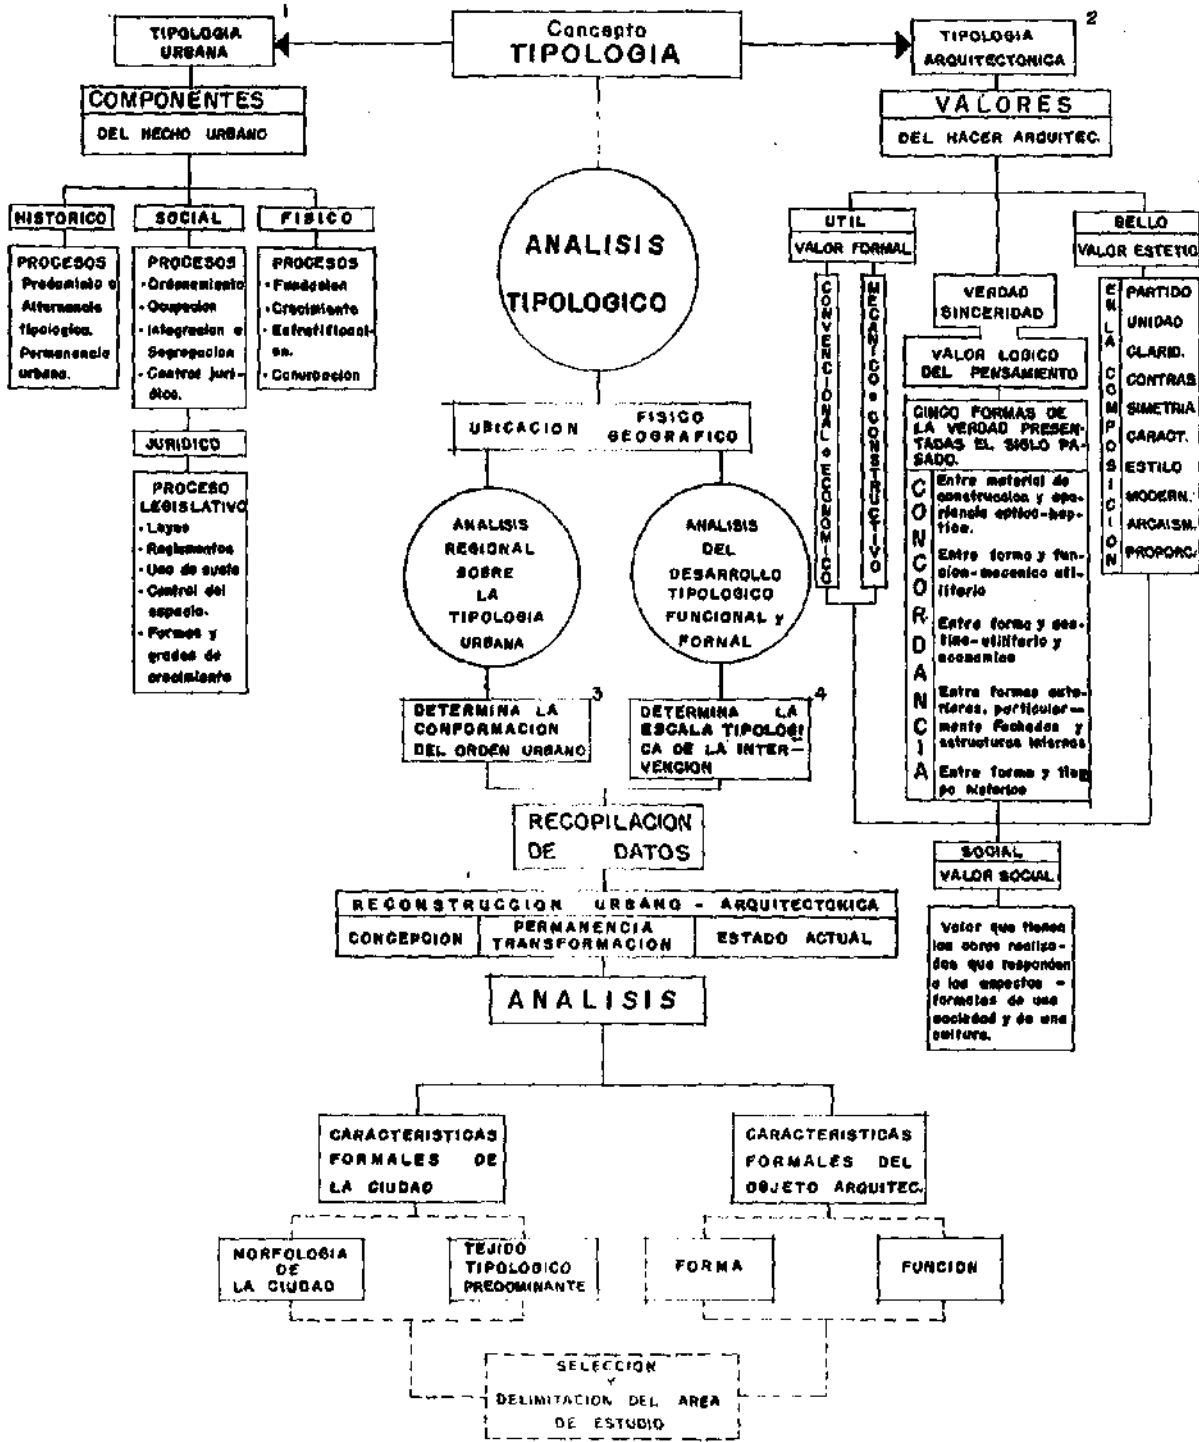 1
TIPOLOGIA
URBANA
Concepto
TIPOLOGIA
2
TIPOLOGIA
ARQUITECTONICA
COMPONENTES
DEL HECHO URBANO
VALORES
DEL HACER ARQUITEC.
HISTORICO
PROCESOS
Predominio o
Alternancia
tipologica.
Permanencia
urbana.
SOCIAL
PROCESOS
- Ordenamiento
- Ocupacion
- Integracion o
Segregacion
- Control juri-
dico.
FISICO
PROCESOS
- Fundacion
- Crecimiento
- Estratificaci-
on.
- Conurbacion
JURIDICO
PROCESO
LEGISLATIVO
- Leyes
- Reglamentos
- Uso de suelo
- Control del
espacio.
- Formas y
grados de
crecimiento
ANALISIS
TIPOLOGICO
UBICACION
FISICO
GEOGRAFICO
ANALISIS
REGIONAL
SOBRE
LA
TIPOLOGIA
URBANA
ANALISIS
DEL
DESARROLLO
TIPOLOGICO
FUNCIONAL y
FORNAL
3
DETERMINA LA
CONFORMACION
DEL ORDEN URBANO
4
DETERMINA LA
ESCALA TIPOLOGI
CA DE LA INTER-
VENCION
UTIL
VALOR FORMAL
CONVENCIONAL o ECONOMICO
MECANICO o CONSTRUCTIVO
VERDAD
SINCERIDAD
VALOR LOGICO
DEL PENSAMIENTO
CINCO FORMAS DE
LA VERDAD PRESEN-
TADAS EL SIGLO PA-
SADO.
CONCORDANCIA
Entre material de
construccion y apa-
riencia optico-hap-
tica.
Entre forma y fun-
cion-mecanico uti-
litario
Entre forma y des-
tino-utilitario y
economico
Entre formas exte-
riores, particular-
mente Fachadas y
estructuras internas
Entre forma y tiem
po historico
BELLO
VALOR ESTETICO
EN LA COMPOSICION
PARTIDO
UNIDAD
CLARID.
CONTRAS.
SIMETRIA
CARACT.
ESTILO
MODERN.
ARCAISM.
PROPORC.
SOCIAL
VALOR SOCIAL
Valor que tienen
las obras realiza-
das que responden
a los aspectos -
formales de una
sociedad y de una
cultura.
RECOPILACION
DE DATOS
RECONSTRUCCION URBANO - ARQUITECTONICA
CONCEPCION
PERMANENCIA
TRANSFORMACION
ESTADO ACTUAL
ANALISIS
CARACTERISTICAS
FORMALES DE
LA CIUDAD
CARACTERISTICAS
FORMALES DEL
OBJETO ARQUITEC.
MORFOLOGIA
DE
LA CIUDAD
TEJIDO
TIPOLOGICO
PREDOMINANTE
FORMA
FUNCION
SELECCION
Y
DELIMITACION DEL AREA
DE ESTUDIO